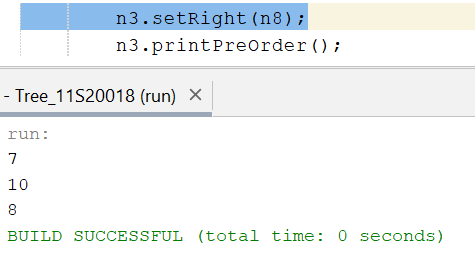 n3.setRight(n8);
n3.printPreOrder();
- Tree_11S20018 (run) ×
run:
7
10
8
BUILD SUCCESSFUL (total time: 0 seconds)